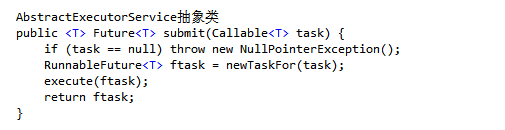 AbstractExecutorService抽象类
public <T> Future<T> submit(Callable<T> task) {
    if (task == null) throw new NullPointerException();
    RunnableFuture<T> ftask = newTaskFor(task);
    execute(ftask);
    return ftask;
}